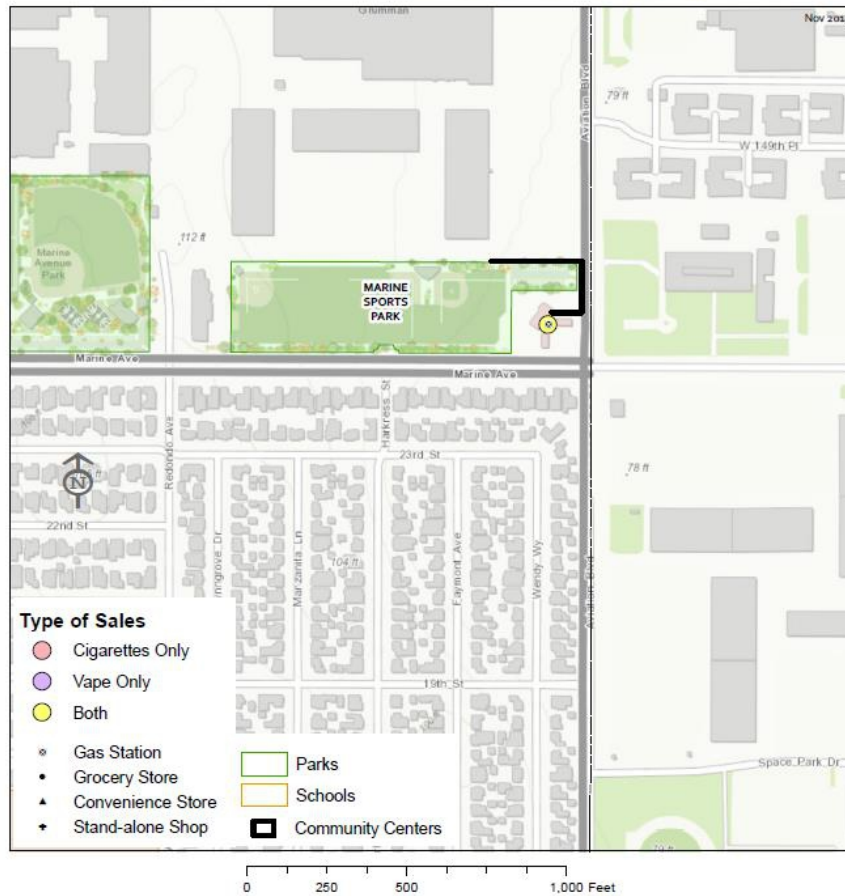 Grumman
Nov 201
Aviation Blvd
79 ft
W 149th Pl
112 ft
Marine
Avenue
Park
MARINE
SPORTS
PARK
Marine Ave
Marine Ave
Harkress St
Redondo Ave
23rd St
N
78 ft
22nd St
Marzanita Ln
104 ft
Faymont Ave
Wendy Wy
Aviation Blvd
19th St
Type of Sales
Cigarettes Only
Vape Only
Both
Gas Station
Grocery Store
Convenience Store
Stand-alone Shop
Parks
Schools
Community Centers
Space Park Dr
79 ft
0 250 500 1,000 Feet